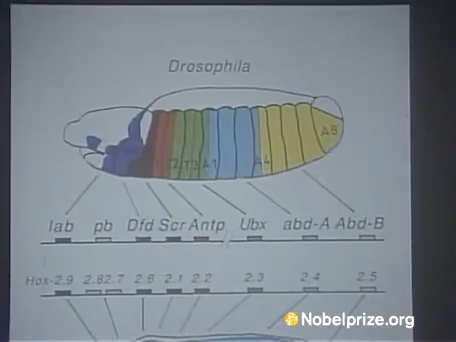 Drosophila
T2 T3 A1 A4 A8
lab pb Dfd Scr Antp Ubx abd-A Abd-B
Hox-2.9 2.8 2.7 2.6 2.1 2.2 2.3 2.4 2.5
Nobelprize.org